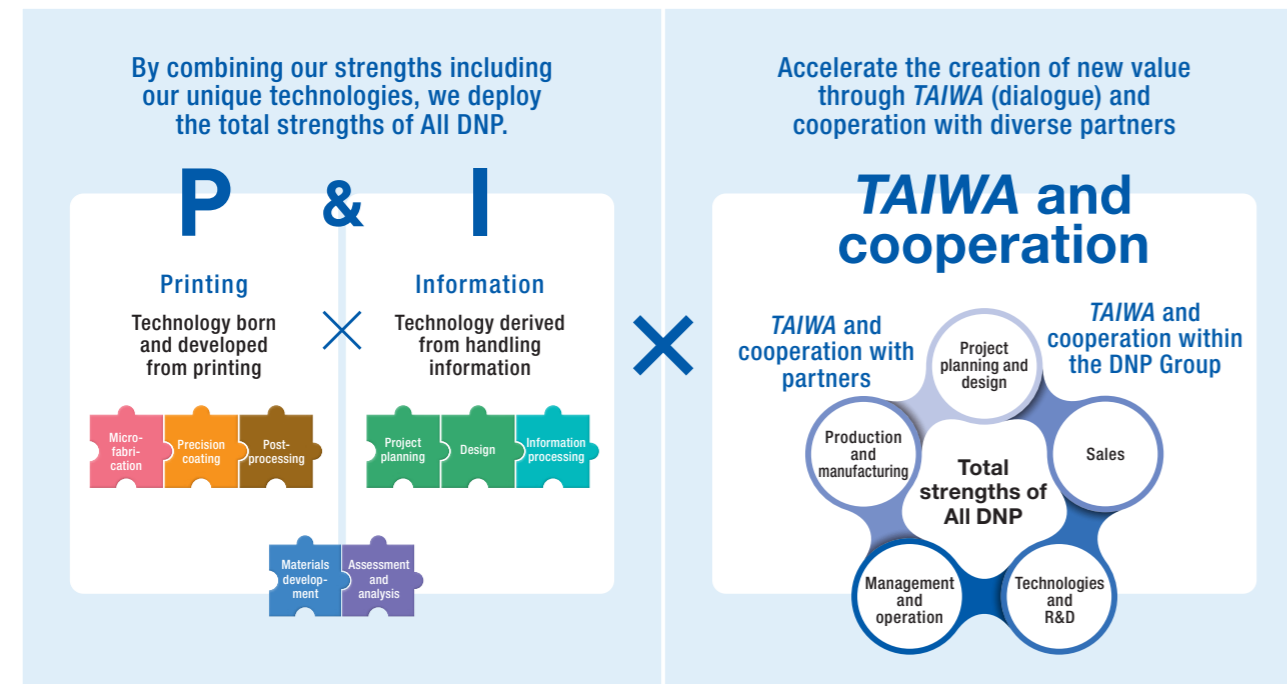 By combining our strengths including
our unique technologies, we deploy
the total strengths of All DNP.
P & I
Printing
Technology born
and developed
from printing
×
Information
Technology derived
from handling
information
Micro-
fabri-
cation
Precision
coating
Post-
processing
Project
planning
Design
Information
processing
Materials
develop-
ment
Assessment
and
analysis
×
Accelerate the creation of new value
through TAIWA (dialogue) and
cooperation with diverse partners
TAIWA and
cooperation
TAIWA and
cooperation with
partners
TAIWA and
cooperation within
the DNP Group
Project
planning and
design
Production
and
manufacturing
Sales
Total
strengths of
All DNP
Management
and
operation
Technologies
and
R&D